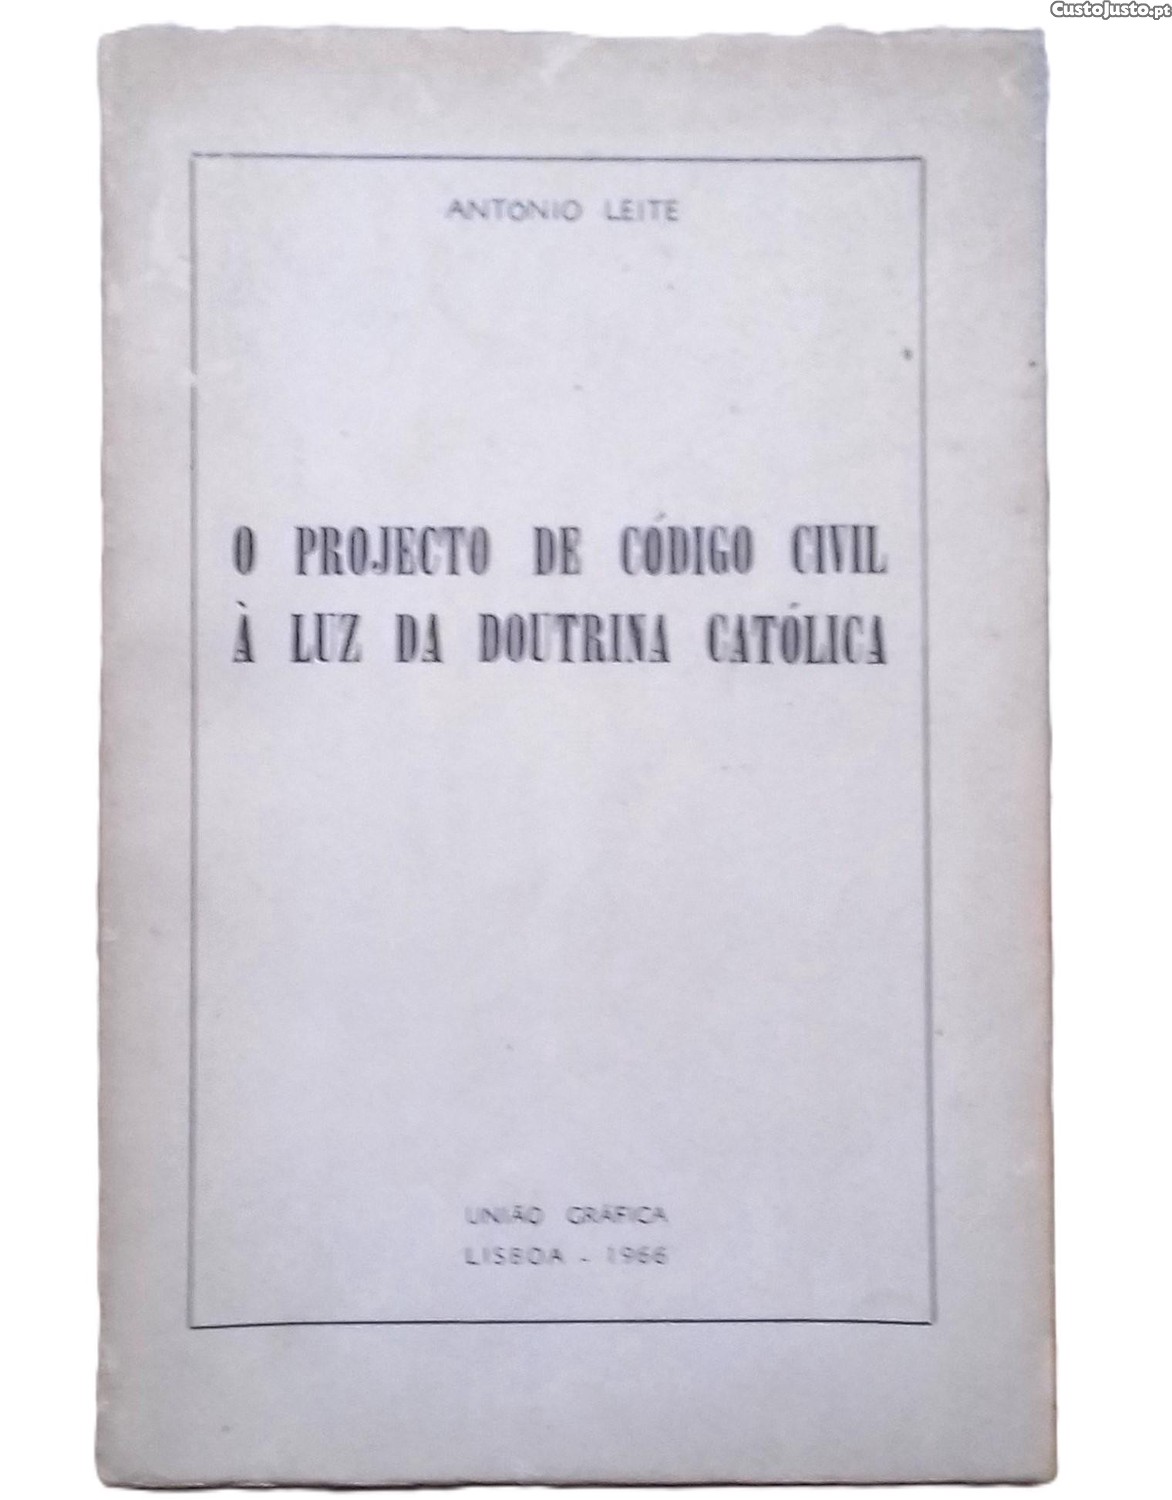 CustoJusto.pt
ANTONIO LEITE
O PROJECTO DE CÓDIGO CIVIL
À LUZ DA DOUTRINA CATÓLICA
UNIÃO GRÁFICA
LISBOA - 1966